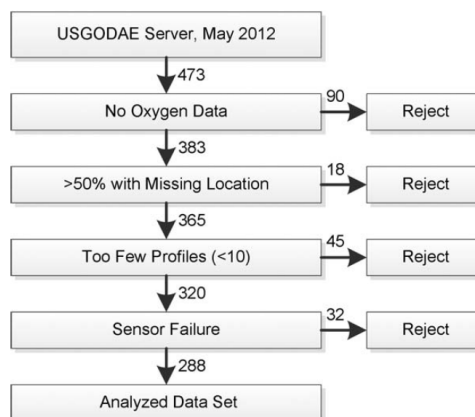 USGODAE Server, May 2012
473
No Oxygen Data
90
Reject
383
>50% with Missing Location
18
Reject
365
Too Few Profiles (<10)
45
Reject
320
Sensor Failure
32
Reject
288
Analyzed Data Set